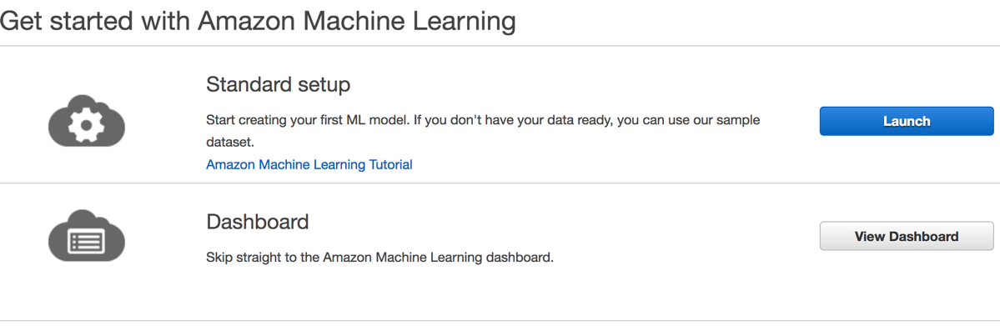 Get started with Amazon Machine Learning
Standard setup
Start creating your first ML model. If you don't have your data ready, you can use our sample
dataset.
Amazon Machine Learning Tutorial
Launch
Dashboard
Skip straight to the Amazon Machine Learning dashboard.
View Dashboard